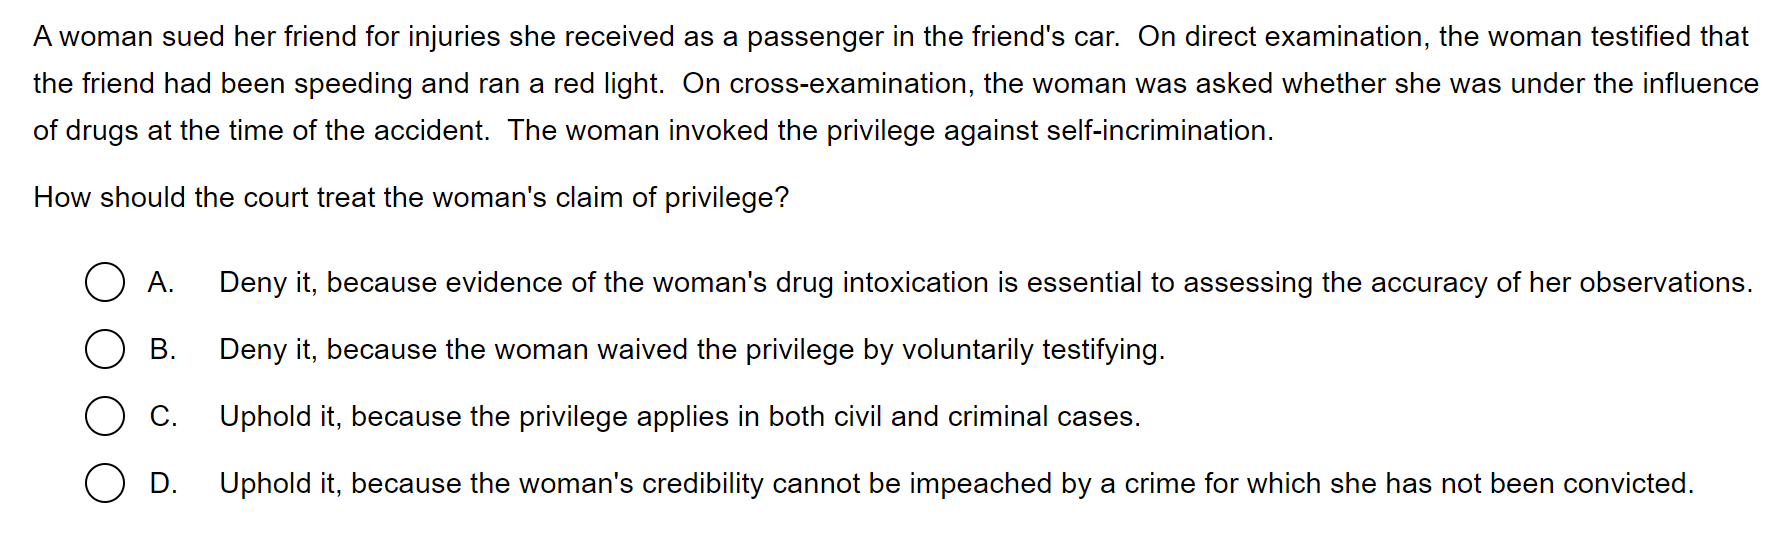 A woman sued her friend for injuries she received as a passenger in the friend's car.  On direct examination, the woman testified that
the friend had been speeding and ran a red light.  On cross-examination, the woman was asked whether she was under the influence
of drugs at the time of the accident.  The woman invoked the privilege against self-incrimination.
How should the court treat the woman's claim of privilege?
A. Deny it, because evidence of the woman's drug intoxication is essential to assessing the accuracy of her observations.
B. Deny it, because the woman waived the privilege by voluntarily testifying.
C. Uphold it, because the privilege applies in both civil and criminal cases.
D. Uphold it, because the woman's credibility cannot be impeached by a crime for which she has not been convicted.